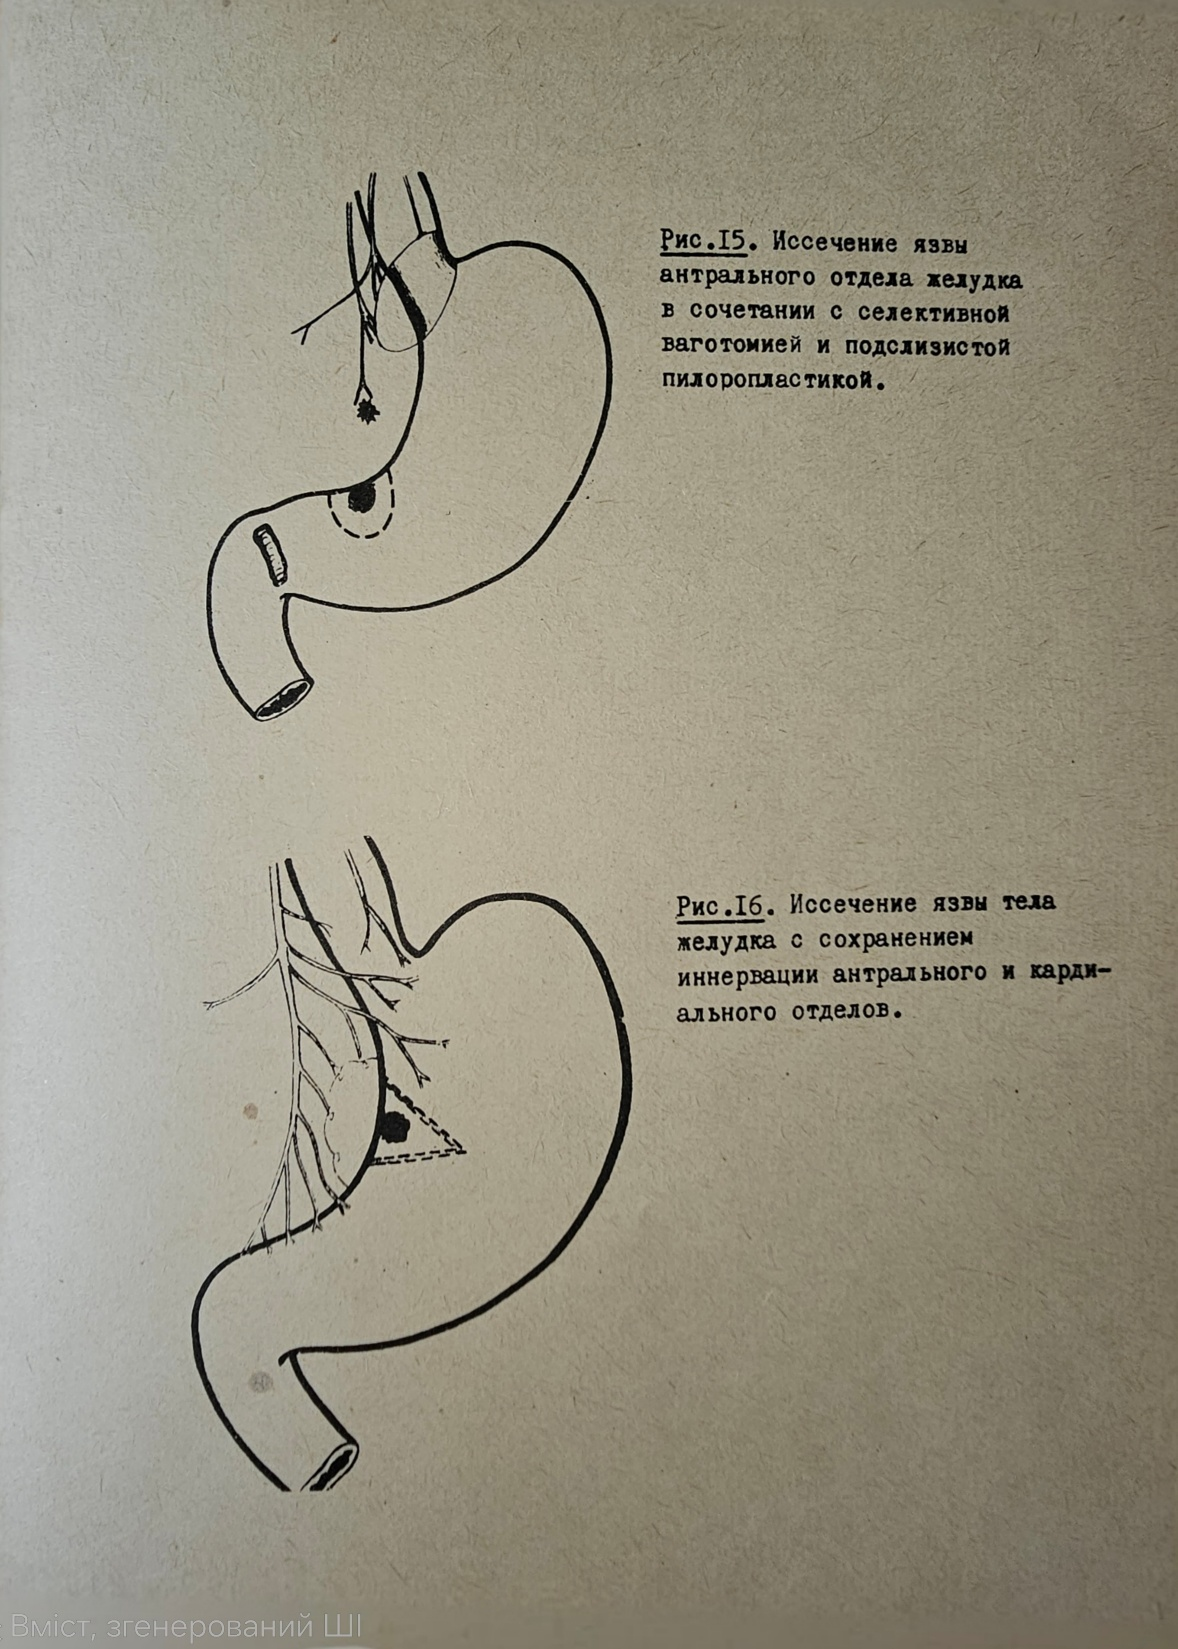 Рис.I5. Иссечение язвы
антрального отдела желудка
в сочетании с селективной
ваготомией и подслизистой
пилоропластикой.
Рис.I6. Иссечение язвы тела
желудка с сохранением
иннервации антрального и карди-
ального отделов.
Вміст, згенерований ШІ